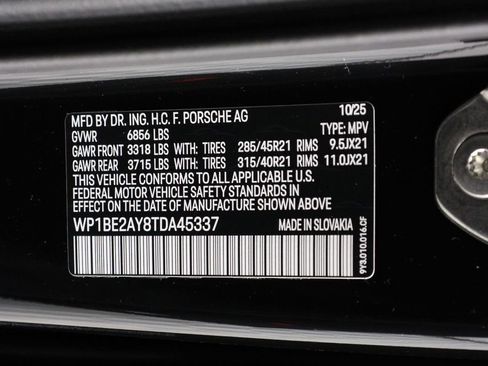 MFD. BY DR. ING. H.C. F. PORSCHE AG 10/25
GVWR 6856 LBS TYPE: MPV
GAWR FRONT 3318 LBS WITH TIRES 285/45R21 RIMS 9.5JX21
GAWR REAR 3715 LBS WITH TIRES 315/40R21 RIMS 11.0JX21
THIS VEHICLE CONFORMS TO ALL APPLICABLE U.S.
FEDERAL MOTOR VEHICLE SAFETY STANDARDS IN
EFFECT ON THE DATE OF MANUFACTURE SHOWN ABOVE
WP1BE2AY8TDA45337 MADE IN SLOVAKIA
9Y3.010.016.CF